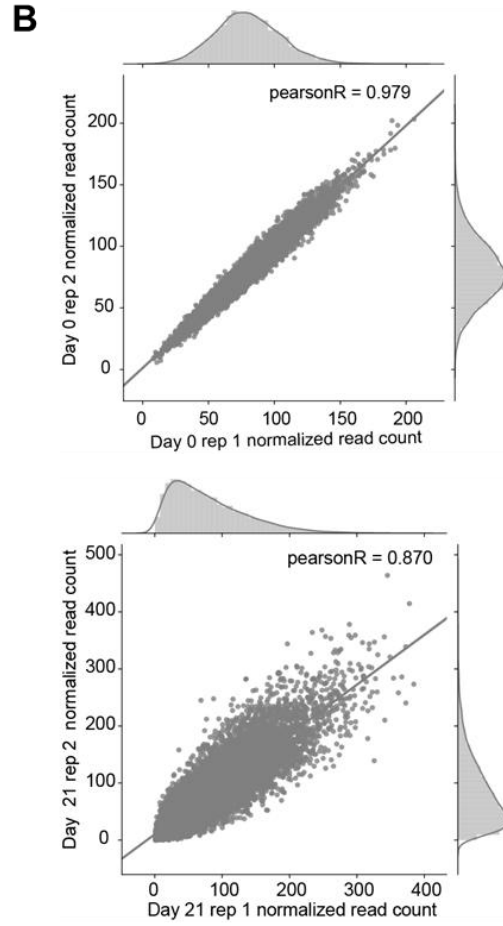 B
pearsonR = 0.979
Day 0 rep 2 normalized read count
200
150
100
50
0
0 50 100 150 200
Day 0 rep 1 normalized read count
pearsonR = 0.870
Day 21 rep 2 normalized read count
500
400
300
200
100
0
0 100 200 300 400
Day 21 rep 1 normalized read count